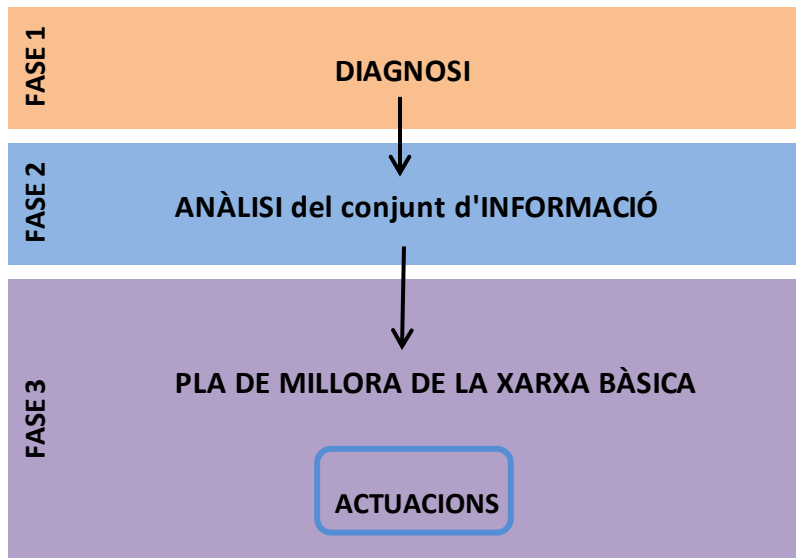 FASE 1
DIAGNOSI
FASE 2
ANÀLISI del conjunt d'INFORMACIÓ
FASE 3
PLA DE MILLORA DE LA XARXA BÀSICA
ACTUACIONS